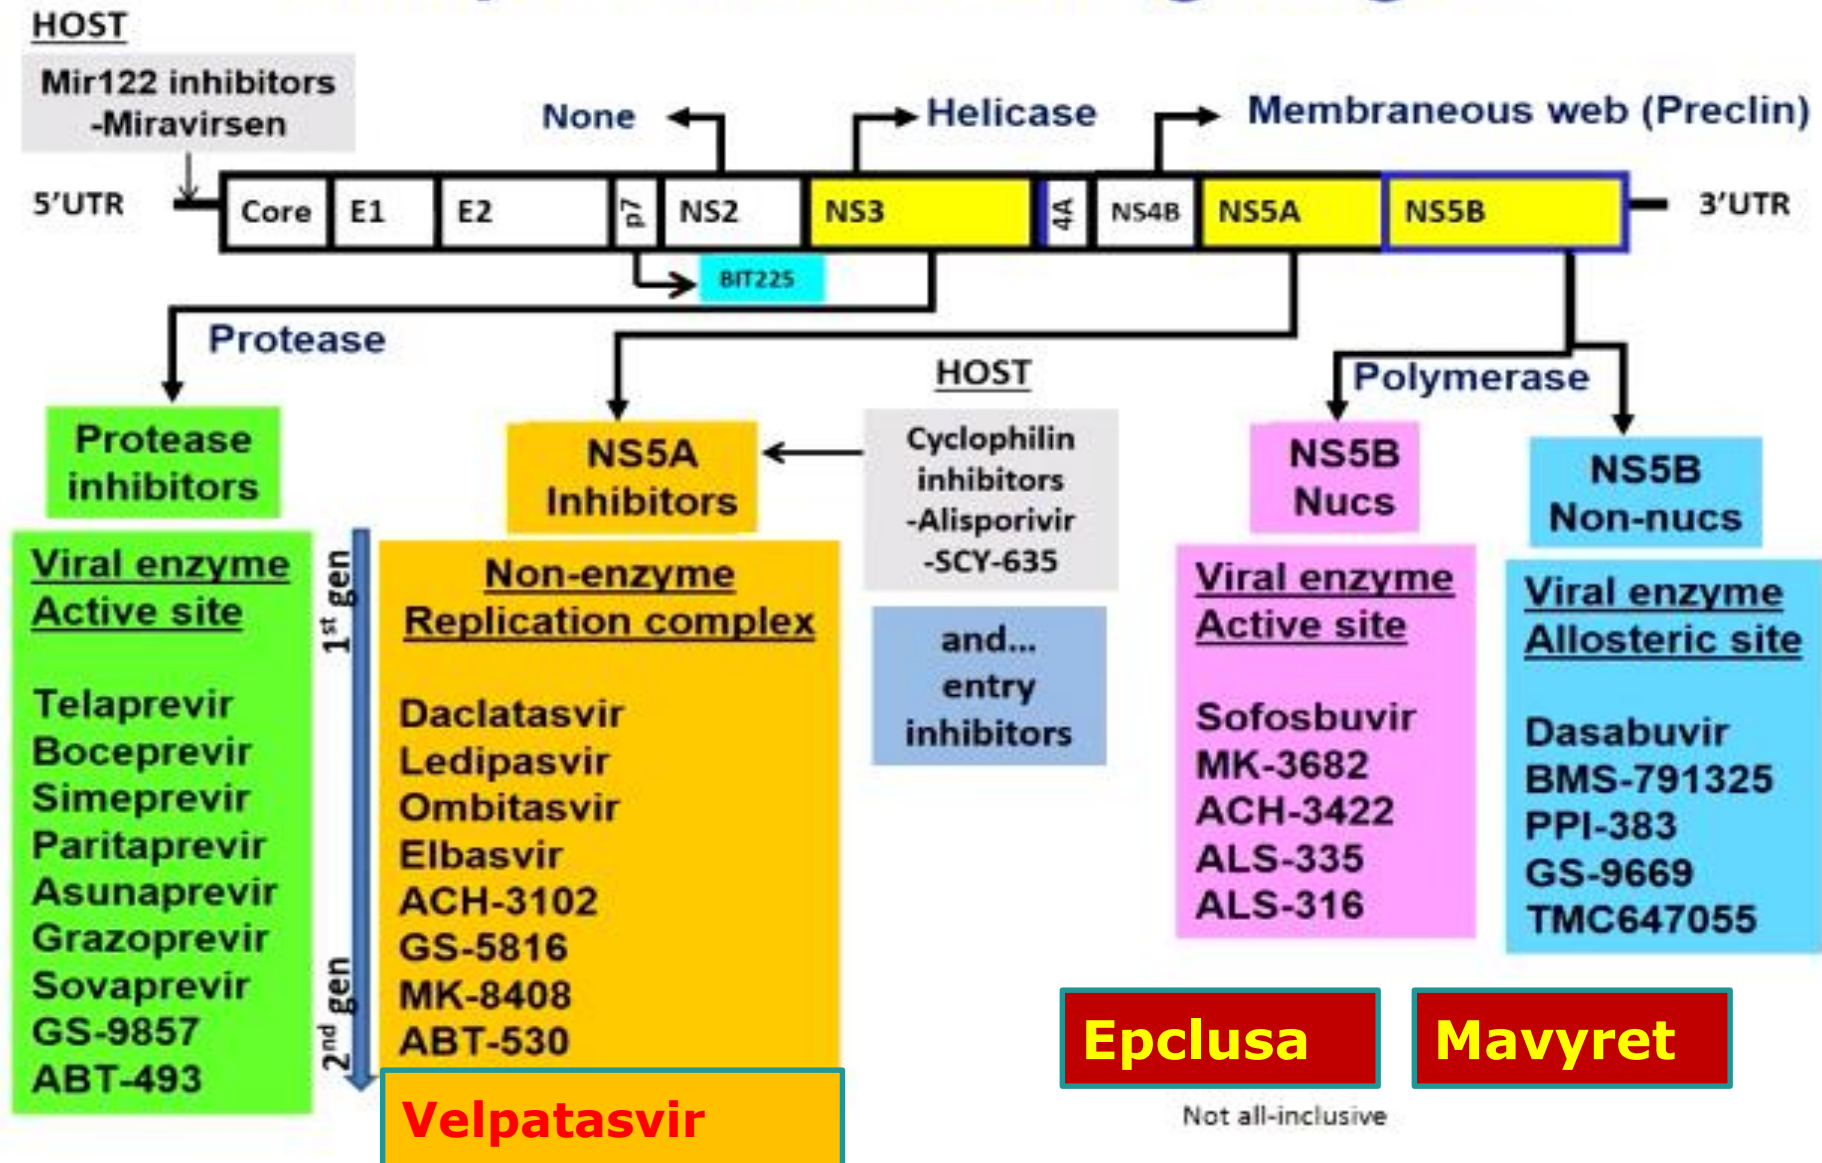 HOST
Mir122 inhibitors
-Miravirsen
None
Helicase
Membraneous web (Preclin)
5'UTR
Core
E1
E2
p7
NS2
NS3
4A
NS4B
NS5A
NS5B
3'UTR
BIT225
Protease
HOST
Polymerase
Protease
inhibitors
NS5A
Inhibitors
Cyclophilin
inhibitors
-Alisporivir
-SCY-635
NS5B
Nucs
NS5B
Non-nucs
Viral enzyme
Active site
Telaprevir
Boceprevir
Simeprevir
Paritaprevir
Asunaprevir
Grazoprevir
Sovaprevir
GS-9857
ABT-493
1st gen
2nd gen
Non-enzyme
Replication complex
Daclatasvir
Ledipasvir
Ombitasvir
Elbasvir
ACH-3102
GS-5816
MK-8408
ABT-530
Velpatasvir
and...
entry
inhibitors
Viral enzyme
Active site
Sofosbuvir
MK-3682
ACH-3422
ALS-335
ALS-316
Viral enzyme
Allosteric site
Dasabuvir
BMS-791325
PPI-383
GS-9669
TMC647055
Epclusa
Mavyret
Not all-inclusive